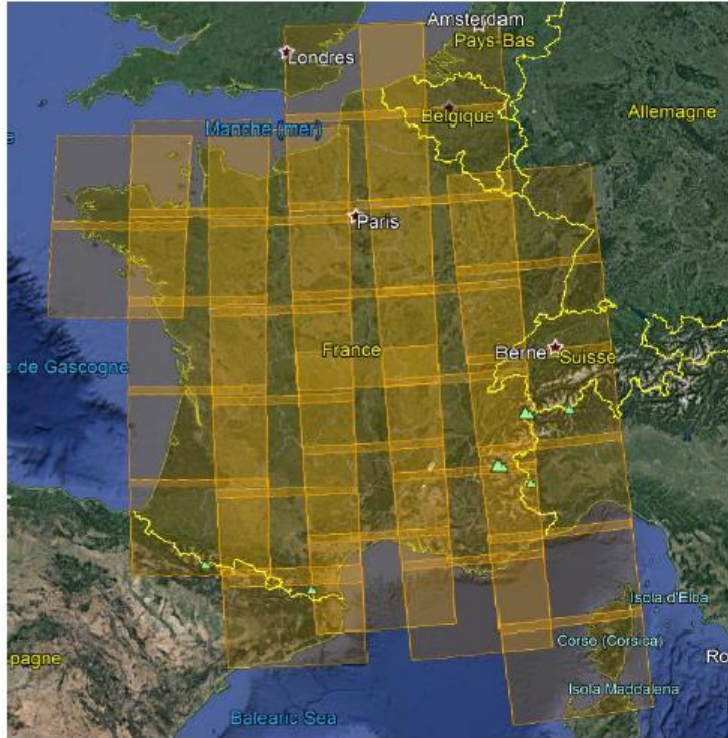 Amsterdam
Pays-Bas
Londres
Allemagne
Manche (mer)
Belgique
Paris
France
Berne
Suisse
e de Gascogne
Isola d'Elba
Corse (Corsica)
pagne
Ro
Isola Maddalena
Balearic Sea